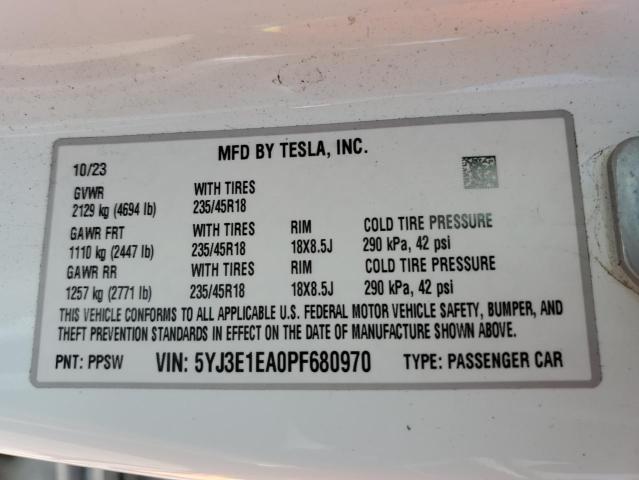 MFD BY TESLA, INC.
10/23
GVWR WITH TIRES
2129 kg (4694 lb) 235/45R18
GAWR FRT WITH TIRES RIM COLD TIRE PRESSURE
1110 kg (2447 lb) 235/45R18 18X8.5J 290 kPa, 42 psi
GAWR RR WITH TIRES RIM COLD TIRE PRESSURE
1257 kg (2771 lb) 235/45R18 18X8.5J 290 kPa, 42 psi
THIS VEHICLE CONFORMS TO ALL APPLICABLE U.S. FEDERAL MOTOR VEHICLE SAFETY, BUMPER, AND
THEFT PREVENTION STANDARDS IN EFFECT ON THE DATE OF MANUFACTURE SHOWN ABOVE.
PNT: PPSW VIN: 5YJ3E1EA0PF680970 TYPE: PASSENGER CAR